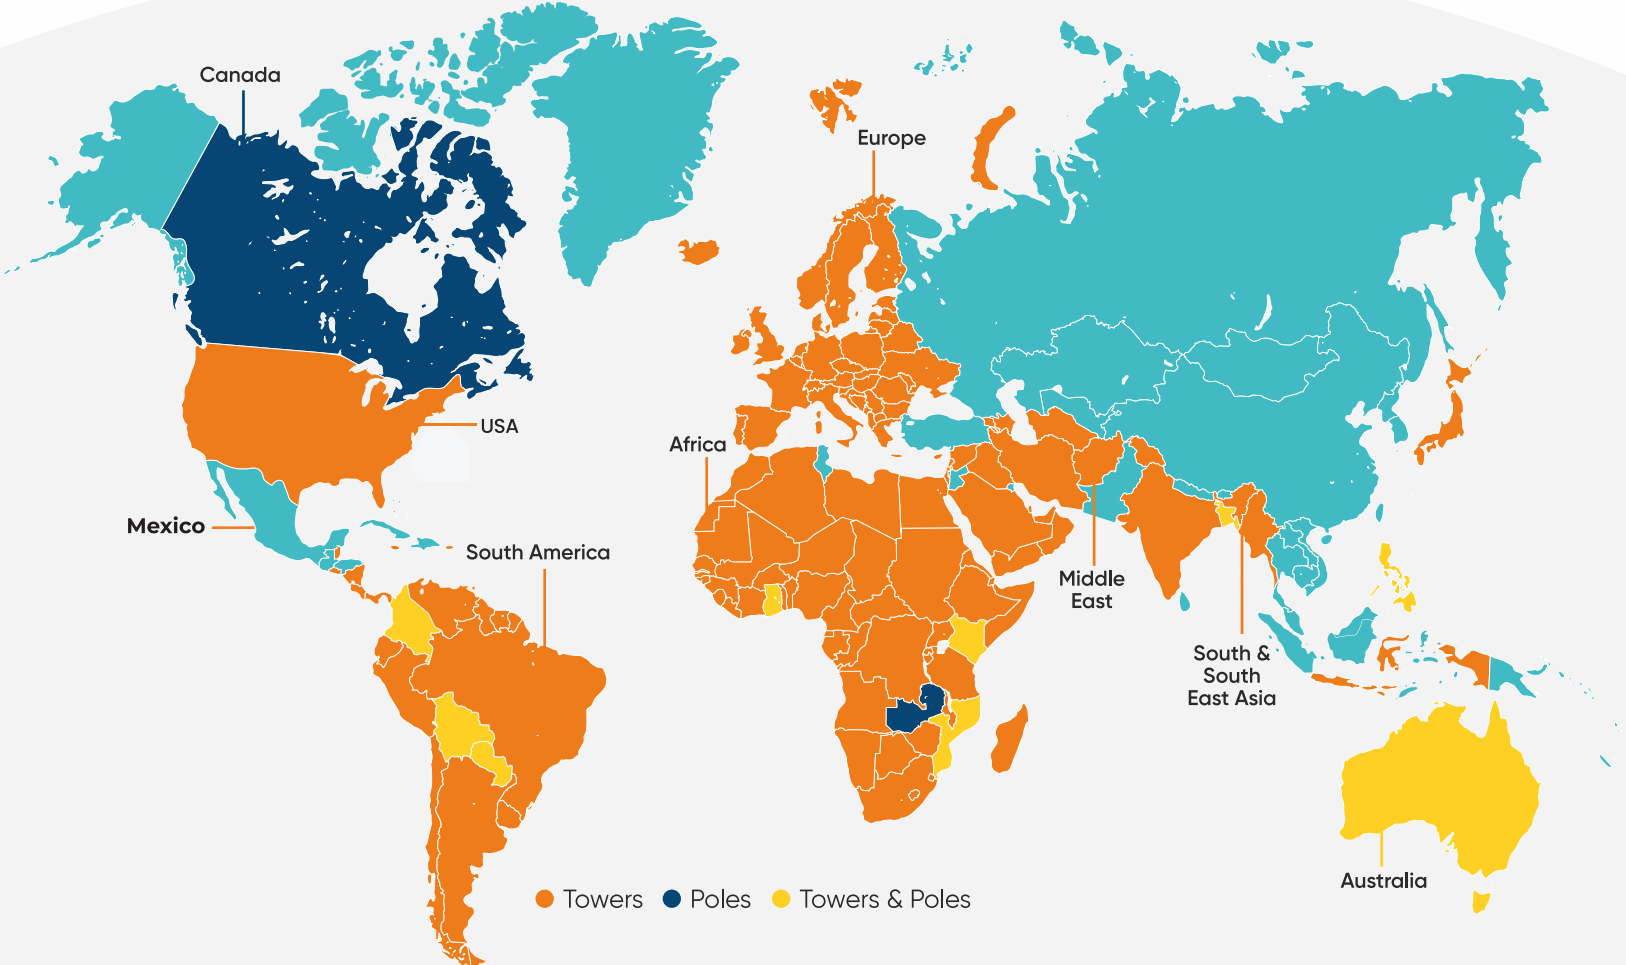 Canada
Europe
USA
Africa
Mexico
South America
Middle
East
South &
South
East Asia
Australia
Towers
Poles
Towers & Poles